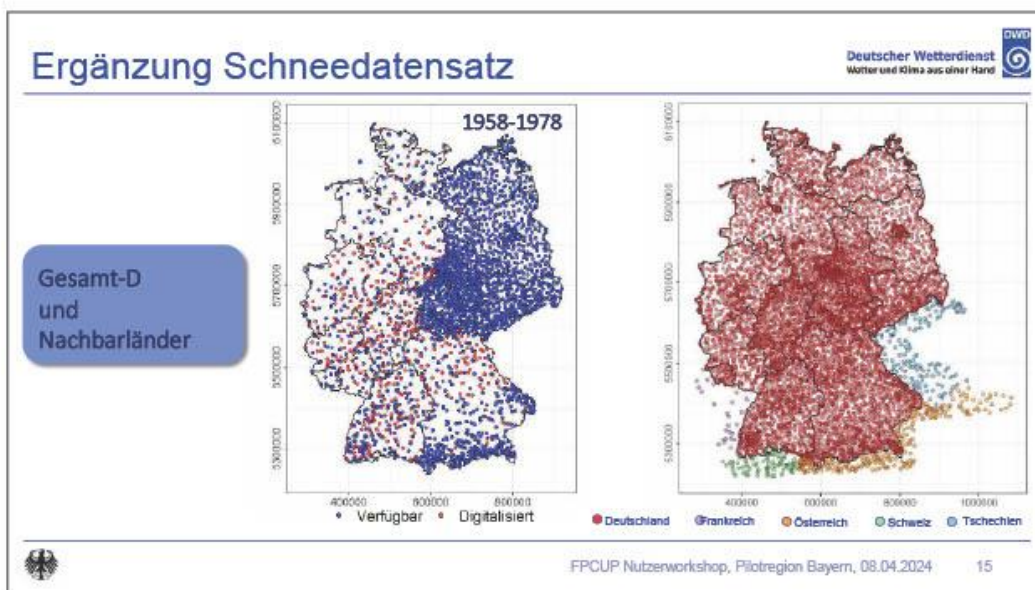 Ergänzung Schneedatensatz
Deutscher Wetterdienst
Wetter und Klima aus einer Hand
DWD
Gesamt-D
und
Nachbarländer
1958-1978
6100000
5900000
5700000
5500000
5300000
400000 600000 800000
Verfügbar Digitalisiert
6100000
5900000
5700000
5500000
5300000
400000 600000 800000 1000000
Deutschland Frankreich Österreich Schweiz Tschechien
FPCUP Nutzerworkshop, Pilotregion Bayern, 08.04.2024 15